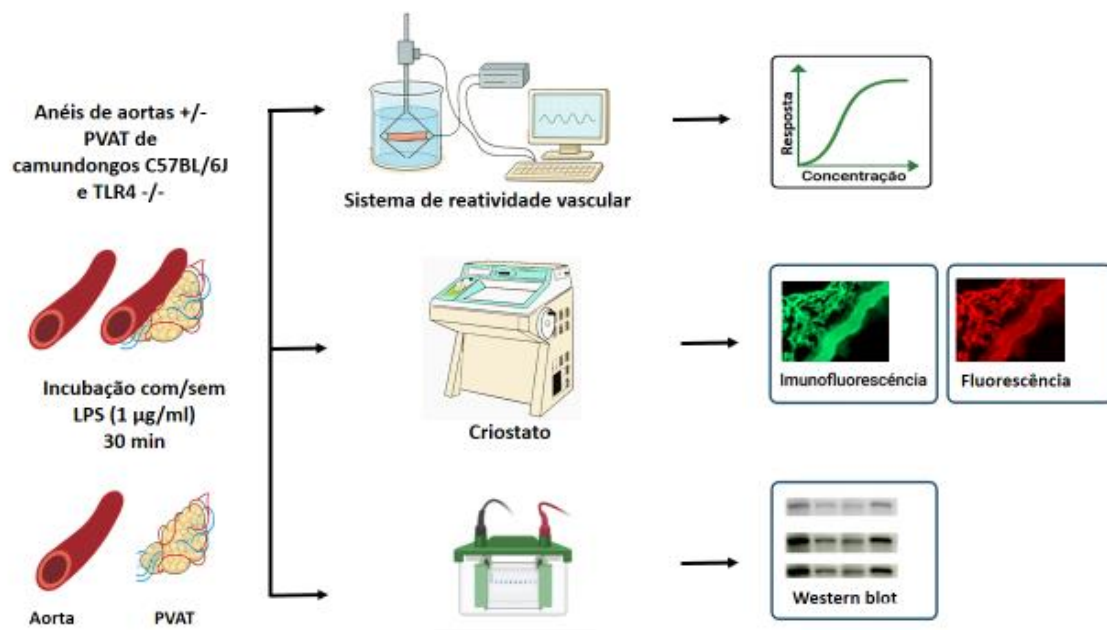 Anéis de aortas +/-
PVAT de
camundongos C57BL/6J
e TLR4 -/-
Incubação com/sem
LPS (1 µg/ml)
30 min
Aorta
PVAT
Sistema de reatividade vascular
Resposta
Concentração
Criostato
Imunofluorescéncia
Fluorescência
Western blot